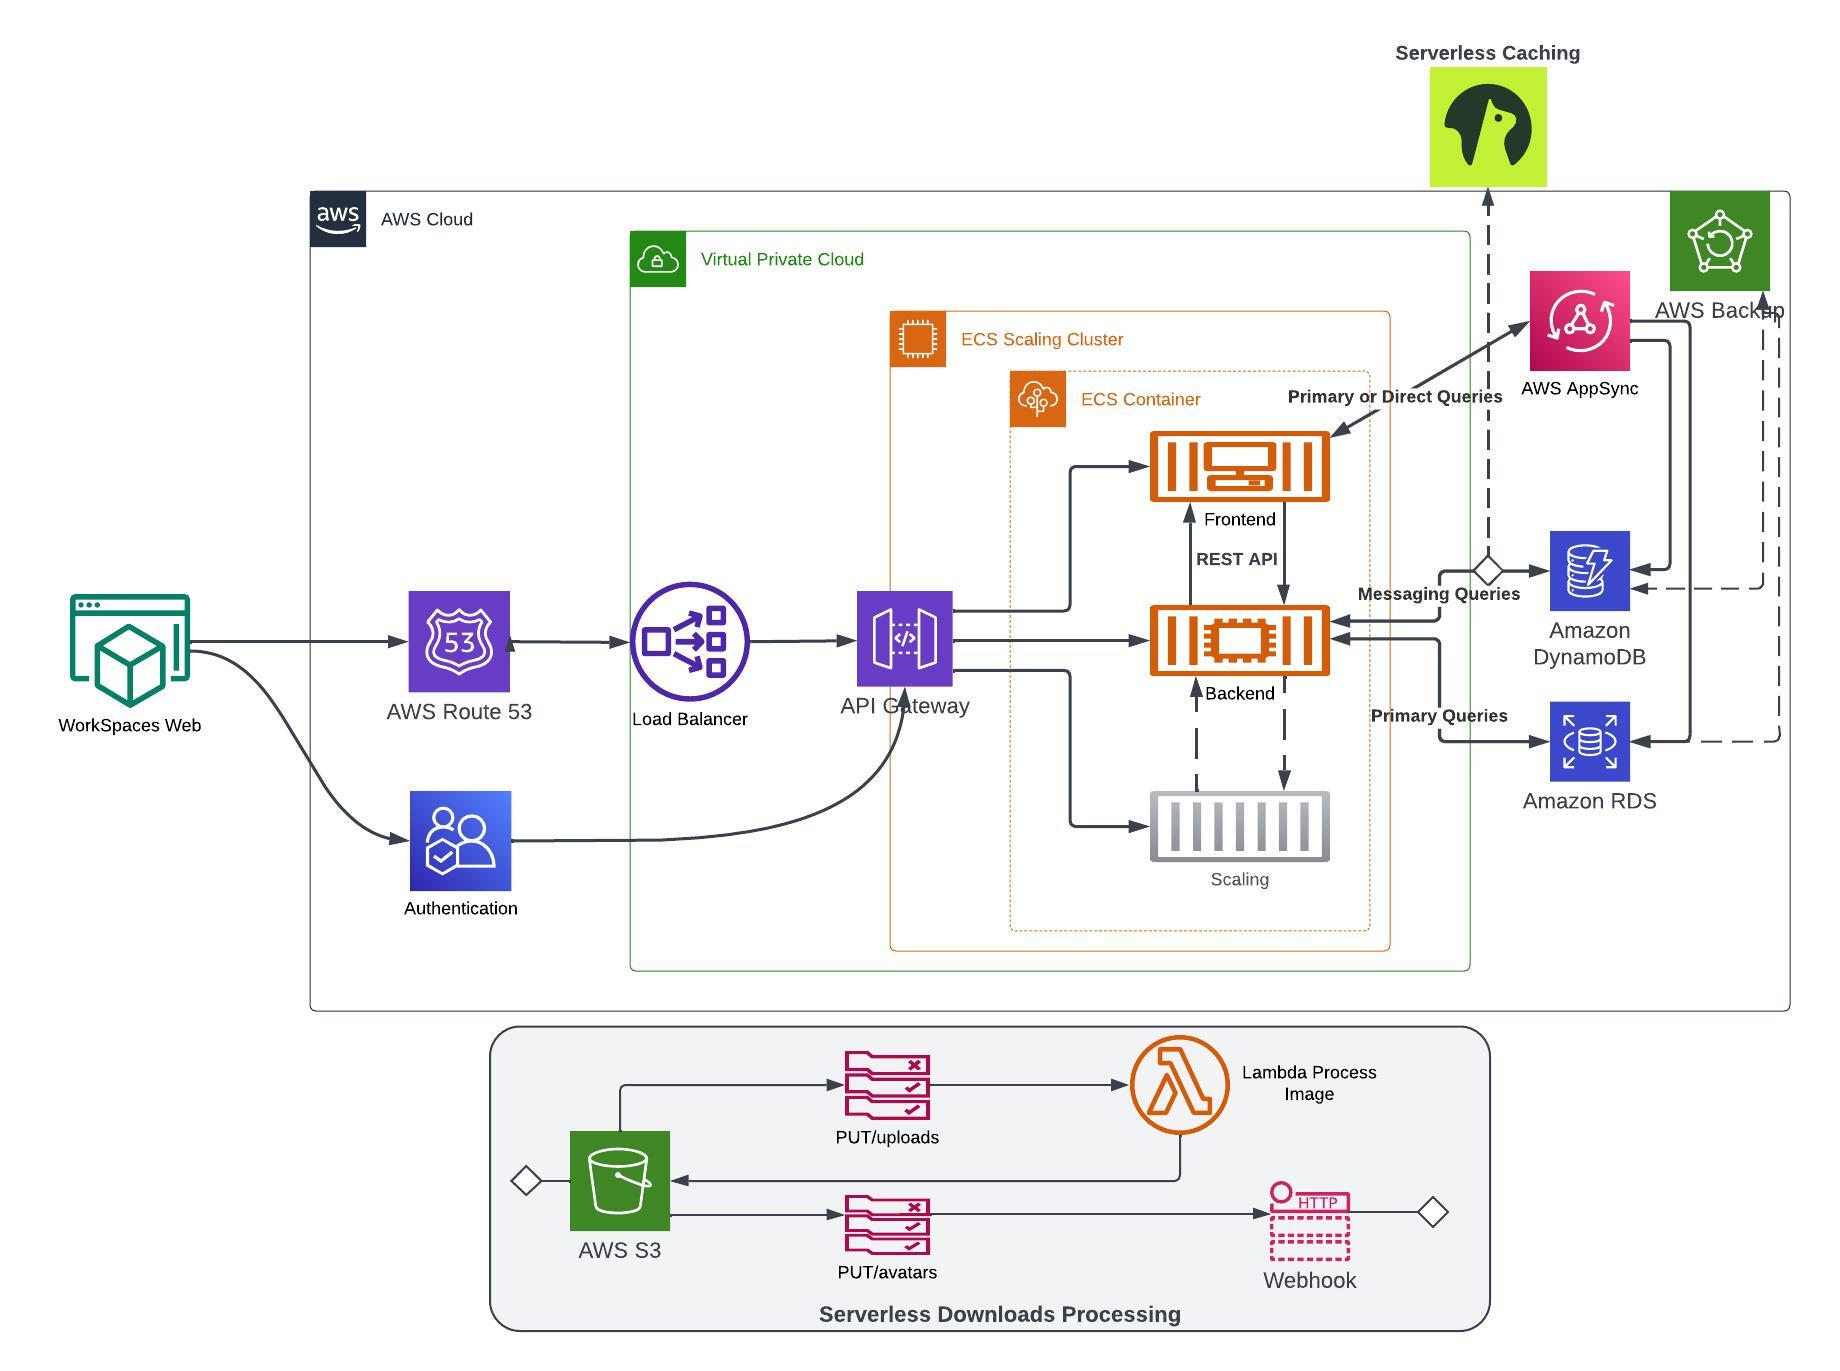 Serverless Caching
aws
AWS Cloud
Virtual Private Cloud
AWS Backup
ECS Scaling Cluster
AWS AppSync
ECS Container
Primary or Direct Queries
Frontend
REST API
Messaging Queries
Amazon
DynamoDB
53
</>
WorkSpaces Web
AWS Route 53
Load Balancer
API Gateway
Backend
Primary Queries
Amazon RDS
Scaling
Authentication
Lambda Process
Image
PUT/uploads
HTTP
AWS S3
PUT/avatars
Webhook
Serverless Downloads Processing